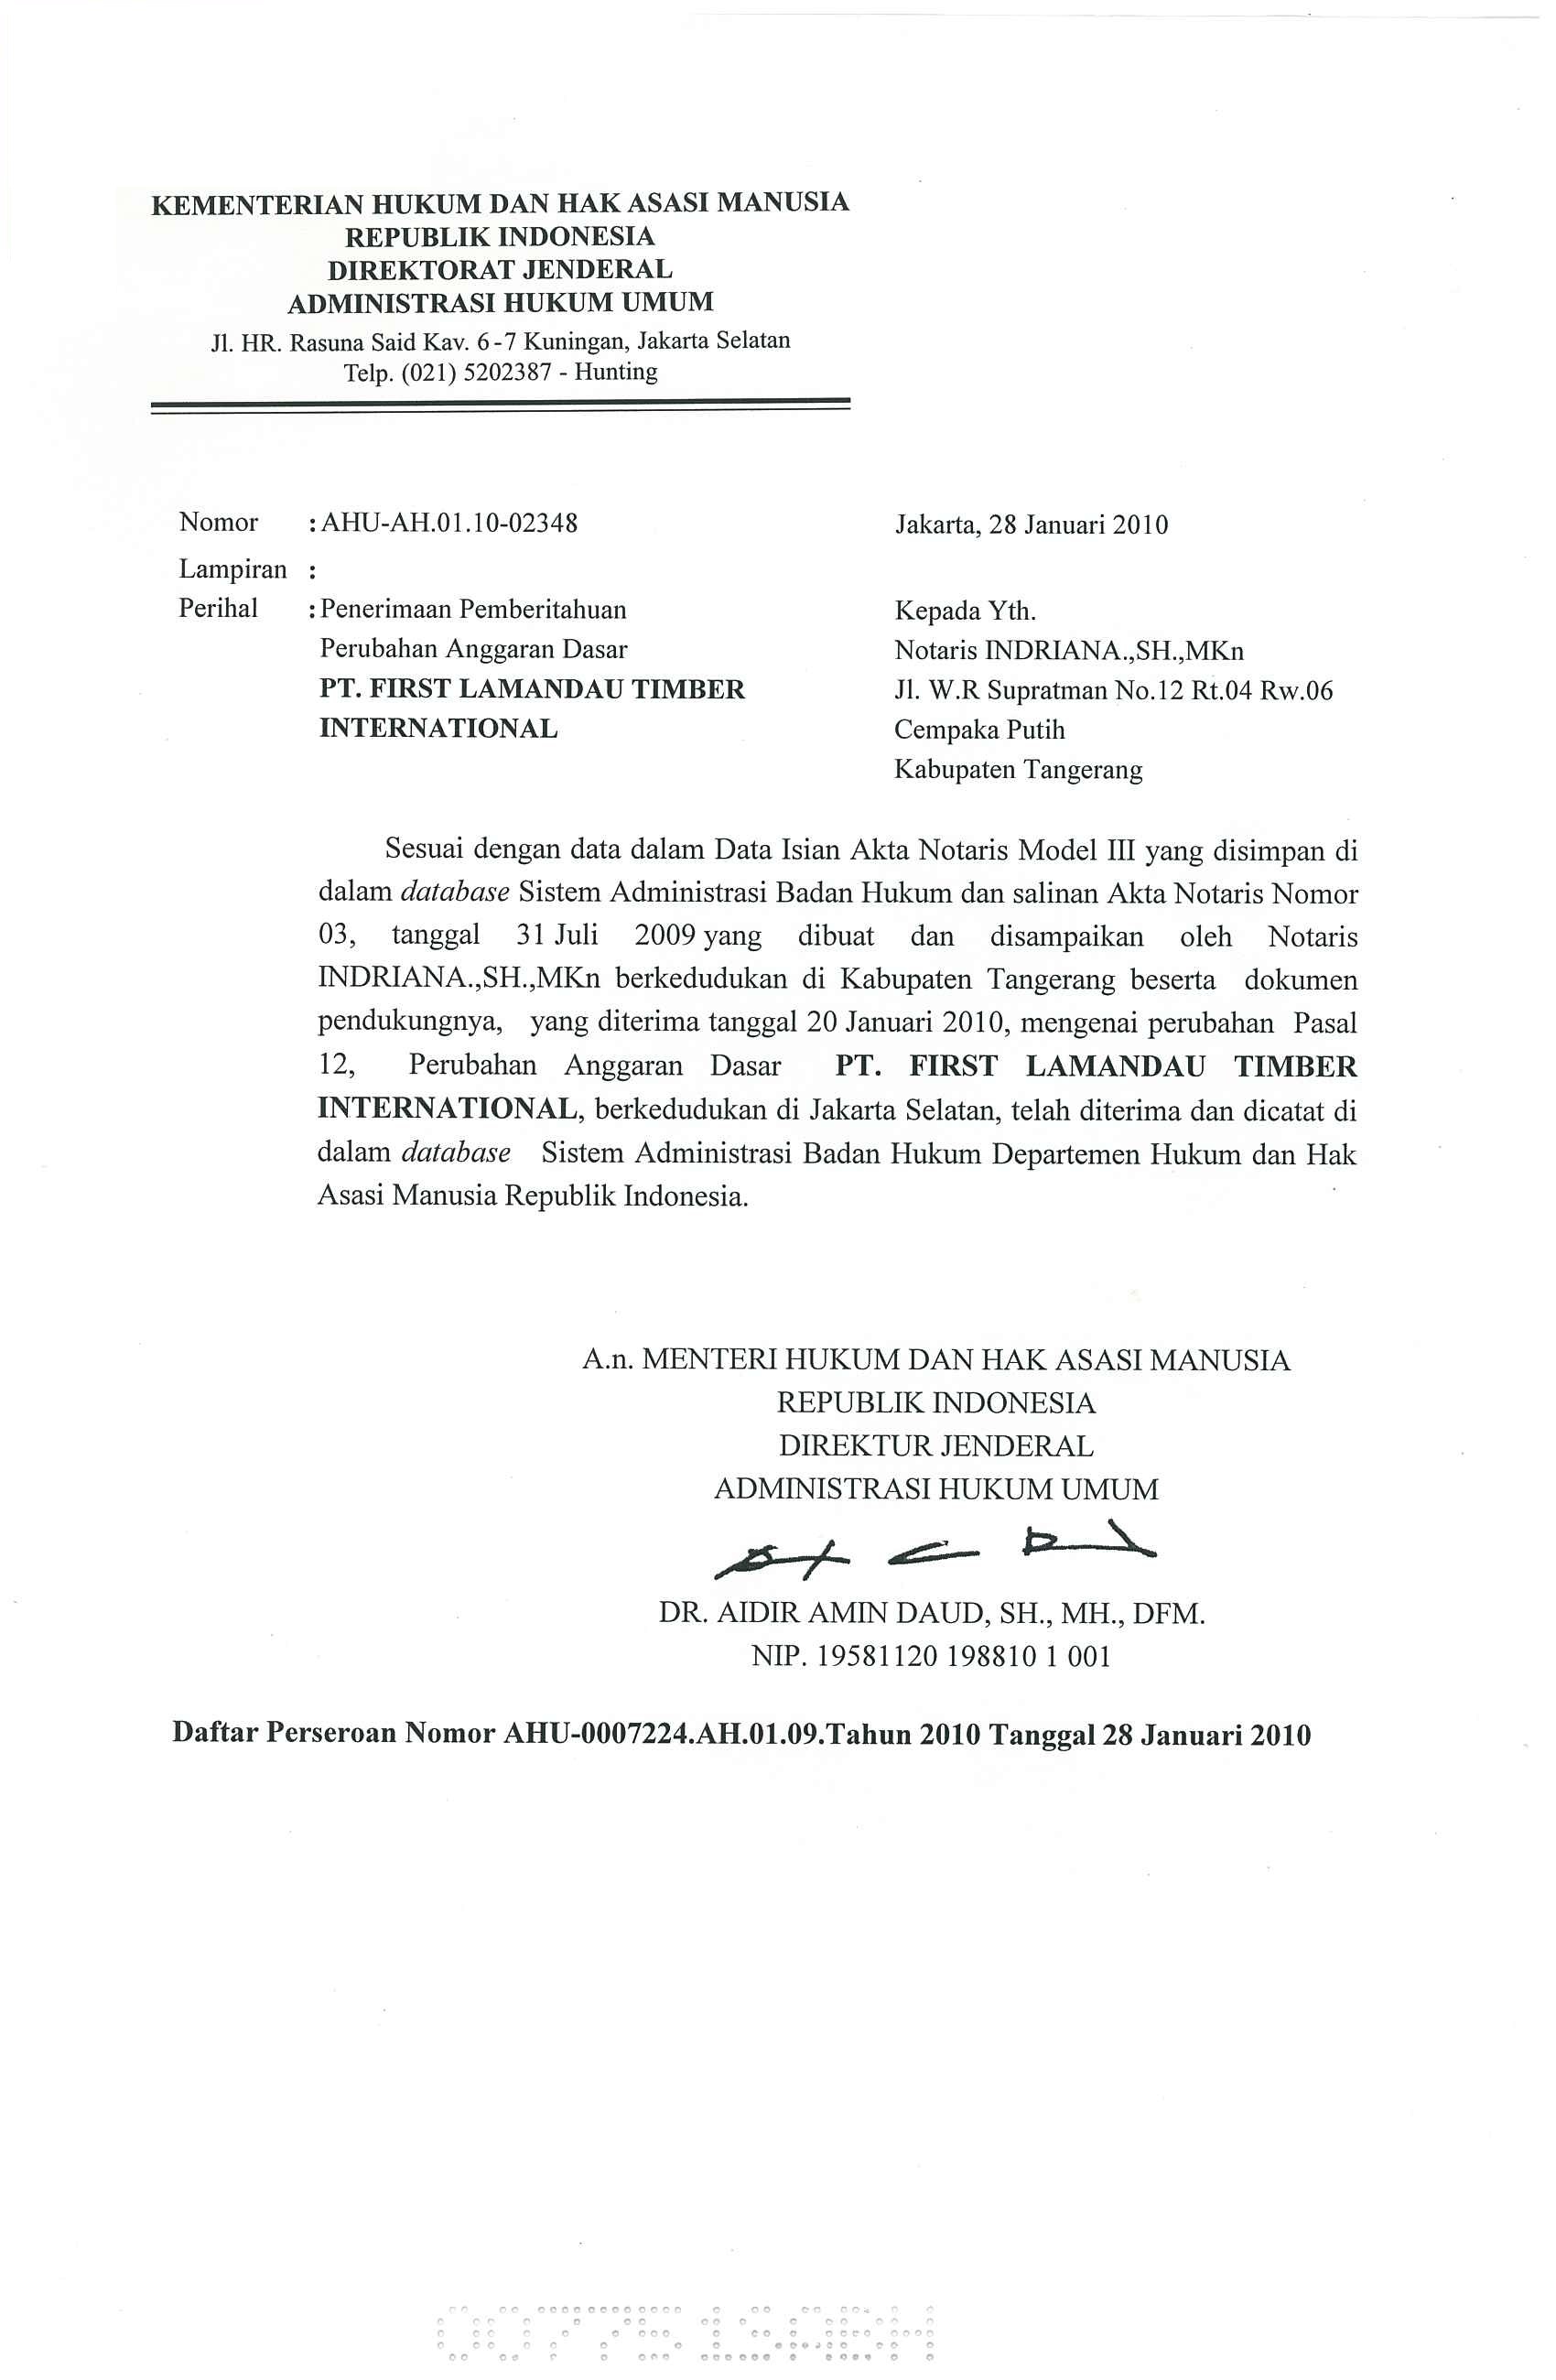 KEMENTERIAN HUKUM DAN HAK ASASI MANUSIA
REPUBLIK INDONESIA
DIREKTORAT JENDERAL
ADMINISTRASI HUKUM UMUM
Jl. HR. Rasuna Said Kav. 6-7 Kuningan, Jakarta Selatan
Telp. (021) 5202387 - Hunting
Nomor : AHU-AH.01.10-02348
Jakarta, 28 Januari 2010
Lampiran :
Perihal : Penerimaan Pemberitahuan
Perubahan Anggaran Dasar
PT. FIRST LAMANDAU TIMBER
INTERNATIONAL
Kepada Yth.
Notaris INDRIANA.,SH.,MKn
Jl. W.R Supratman No.12 Rt.04 Rw.06
Cempaka Putih
Kabupaten Tangerang
Sesuai dengan data dalam Data Isian Akta Notaris Model III yang disimpan di
dalam database Sistem Administrasi Badan Hukum dan salinan Akta Notaris Nomor
03, tanggal 31 Juli 2009 yang dibuat dan disampaikan oleh Notaris
INDRIANA.,SH.,MKn berkedudukan di Kabupaten Tangerang beserta dokumen
pendukungnya, yang diterima tanggal 20 Januari 2010, mengenai perubahan Pasal
12, Perubahan Anggaran Dasar PT. FIRST LAMANDAU TIMBER
INTERNATIONAL, berkedudukan di Jakarta Selatan, telah diterima dan dicatat di
dalam database Sistem Administrasi Badan Hukum Departemen Hukum dan Hak
Asasi Manusia Republik Indonesia.
A.n. MENTERI HUKUM DAN HAK ASASI MANUSIA
REPUBLIK INDONESIA
DIREKTUR JENDERAL
ADMINISTRASI HUKUM UMUM
DR. AIDIR AMIN DAUD, SH., MH., DFM.
NIP. 19581120 198810 1 001
Daftar Perseroan Nomor AHU-0007224.AH.01.09.Tahun 2010 Tanggal 28 Januari 2010